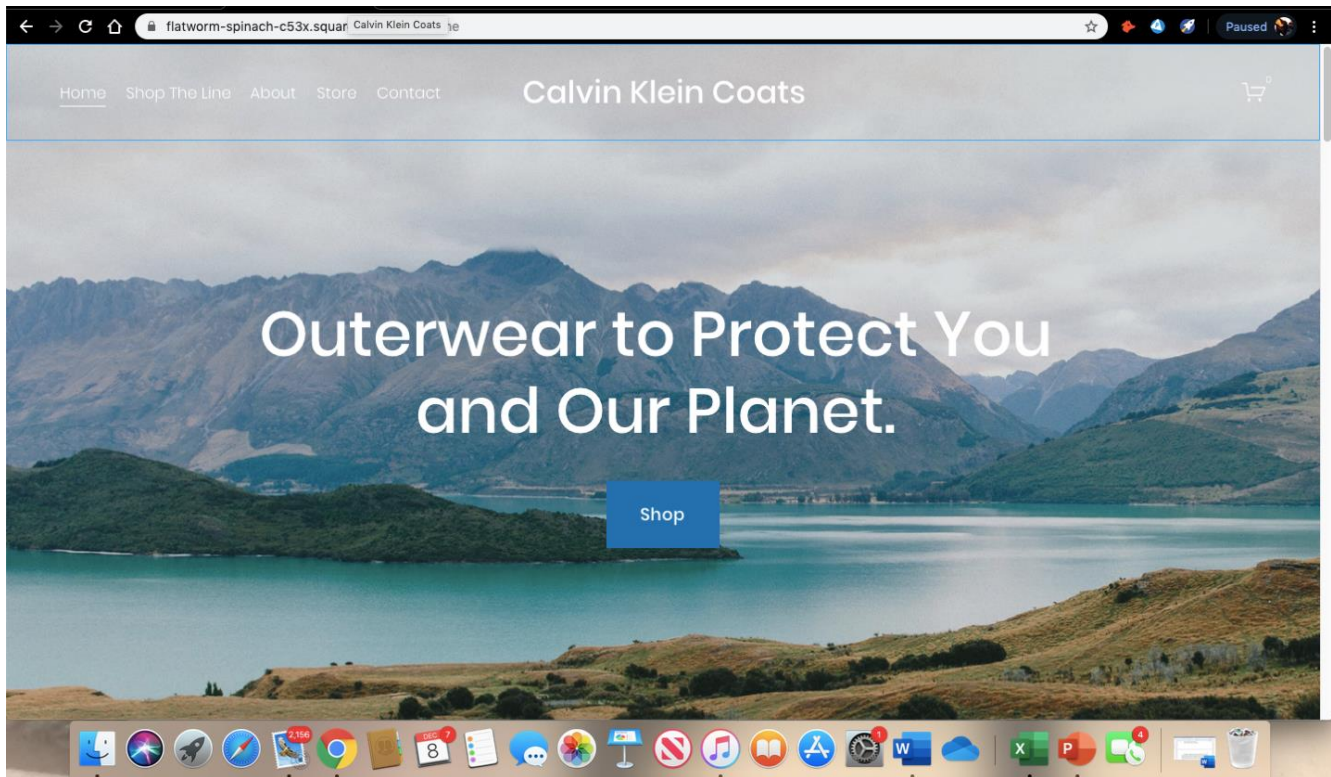 flatworm-spinach-c53x.squar
Calvin Klein Coats
Paused
Home Shop The Line About Store Contact
Calvin Klein Coats
0
Outerwear to Protect You
and Our Planet.
Shop
2,156
DEC
8
7
1
4